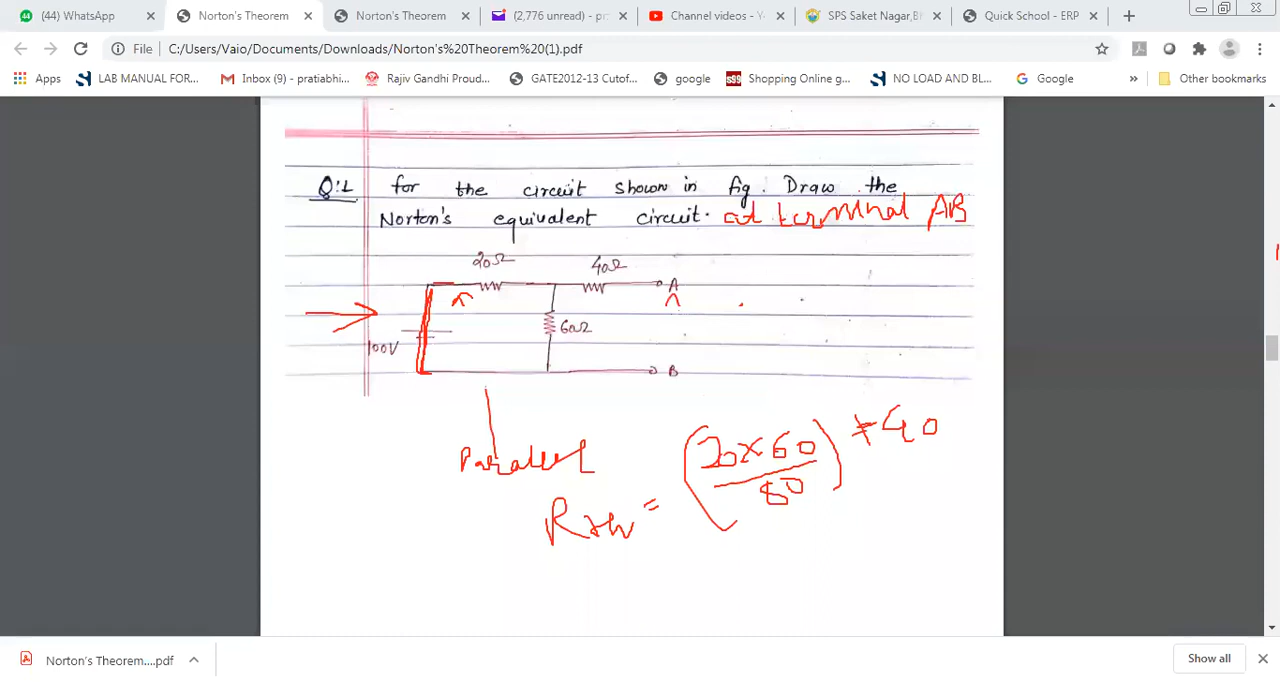 (44) WhatsApp
Norton's Theorem
Norton's Theorem
(2,776 unread) - pr
Channel videos - Y
SPS Saket Nagar,Bh
Quick School - ERP
File
C:/Users/Vaio/Documents/Downloads/Norton's%20Theorem%20(1).pdf
Apps
LAB MANUAL FOR...
Inbox (9) - pratiabhi...
Rajiv Gandhi Proud...
GATE2012-13 Cutof...
google
Shopping Online g...
NO LOAD AND BL...
Google
»
Other bookmarks
Q:1 for the circuit shown in fig. Draw the
Norton's equivalent circuit. at terminal AB
20Ω
40Ω
A
60Ω
100V
B
Parallel
RTH = (20×60/80) + 40
Norton's Theorem....pdf
Show all